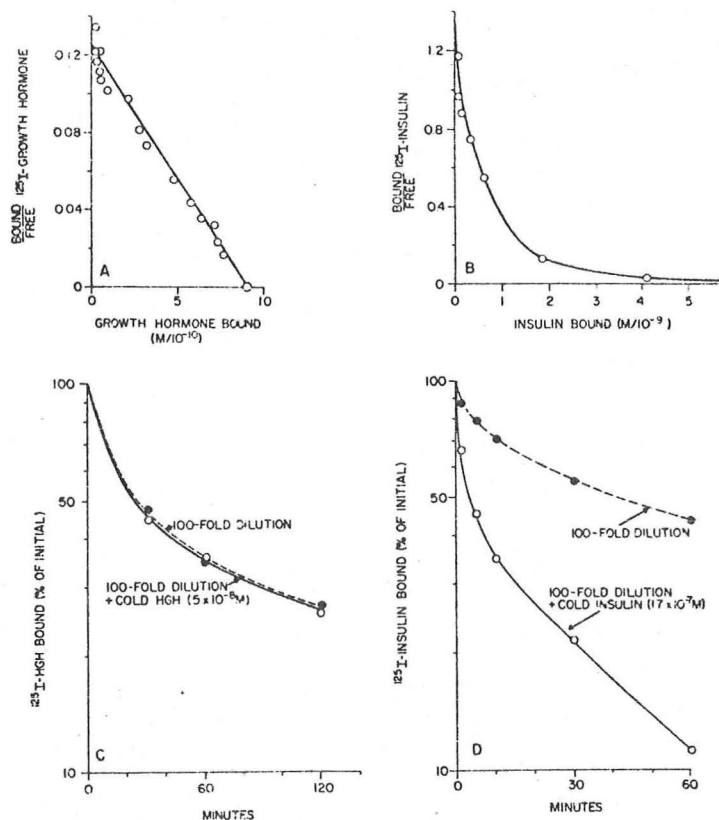 BOUND / FREE ¹²⁵I-GROWTH HORMONE
0.12
0.08
0.04
0
A
0 5 10
GROWTH HORMONE BOUND
(M/10⁻¹⁰)
BOUND / FREE ¹²⁵I-INSULIN
1.2
0.8
0.4
0
B
0 1 2 3 4 5
INSULIN BOUND (M/10⁻⁹)
¹²⁵I-HGH BOUND (% OF INITIAL)
100
50
10
100-FOLD DILUTION
100-FOLD DILUTION
+ COLD HGH (5 x 10⁻⁸M)
C
0 60 120
MINUTES
¹²⁵I-INSULIN BOUND (% OF INITIAL)
100
50
10
100-FOLD DILUTION
100-FOLD DILUTION
+ COLD INSULIN (17 x 10⁻⁷M)
D
0 30 60
MINUTES